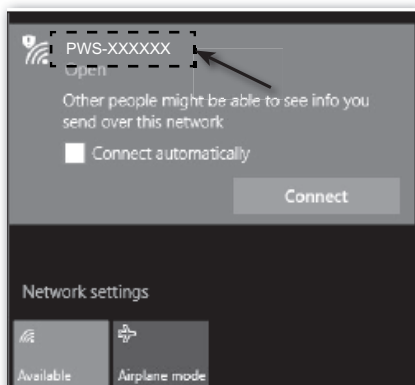 PWS-XXXXXX
Open
Other people might be able to see info you
send over this network
Connect automatically
Connect
Network settings
Available
Airplane mode